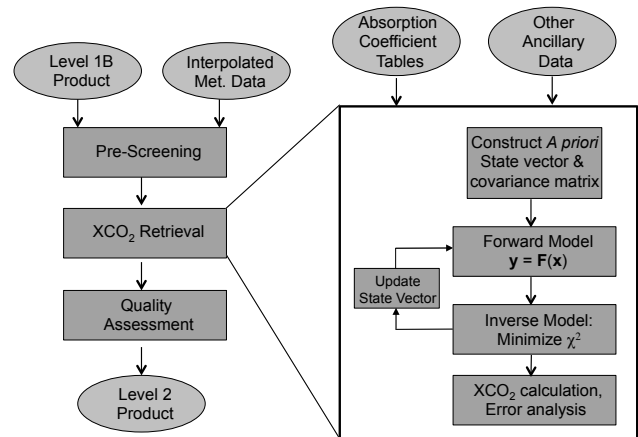 Level 1B
Product
Interpolated
Met. Data
Pre-Screening
XCO₂ Retrieval
Quality
Assessment
Level 2
Product
Absorption
Coefficient
Tables
Other
Ancillary
Data
Construct A priori
State vector &
covariance matrix
Forward Model
y = F(x)
Update
State Vector
Inverse Model:
Minimize χ²
XCO₂ calculation,
Error analysis